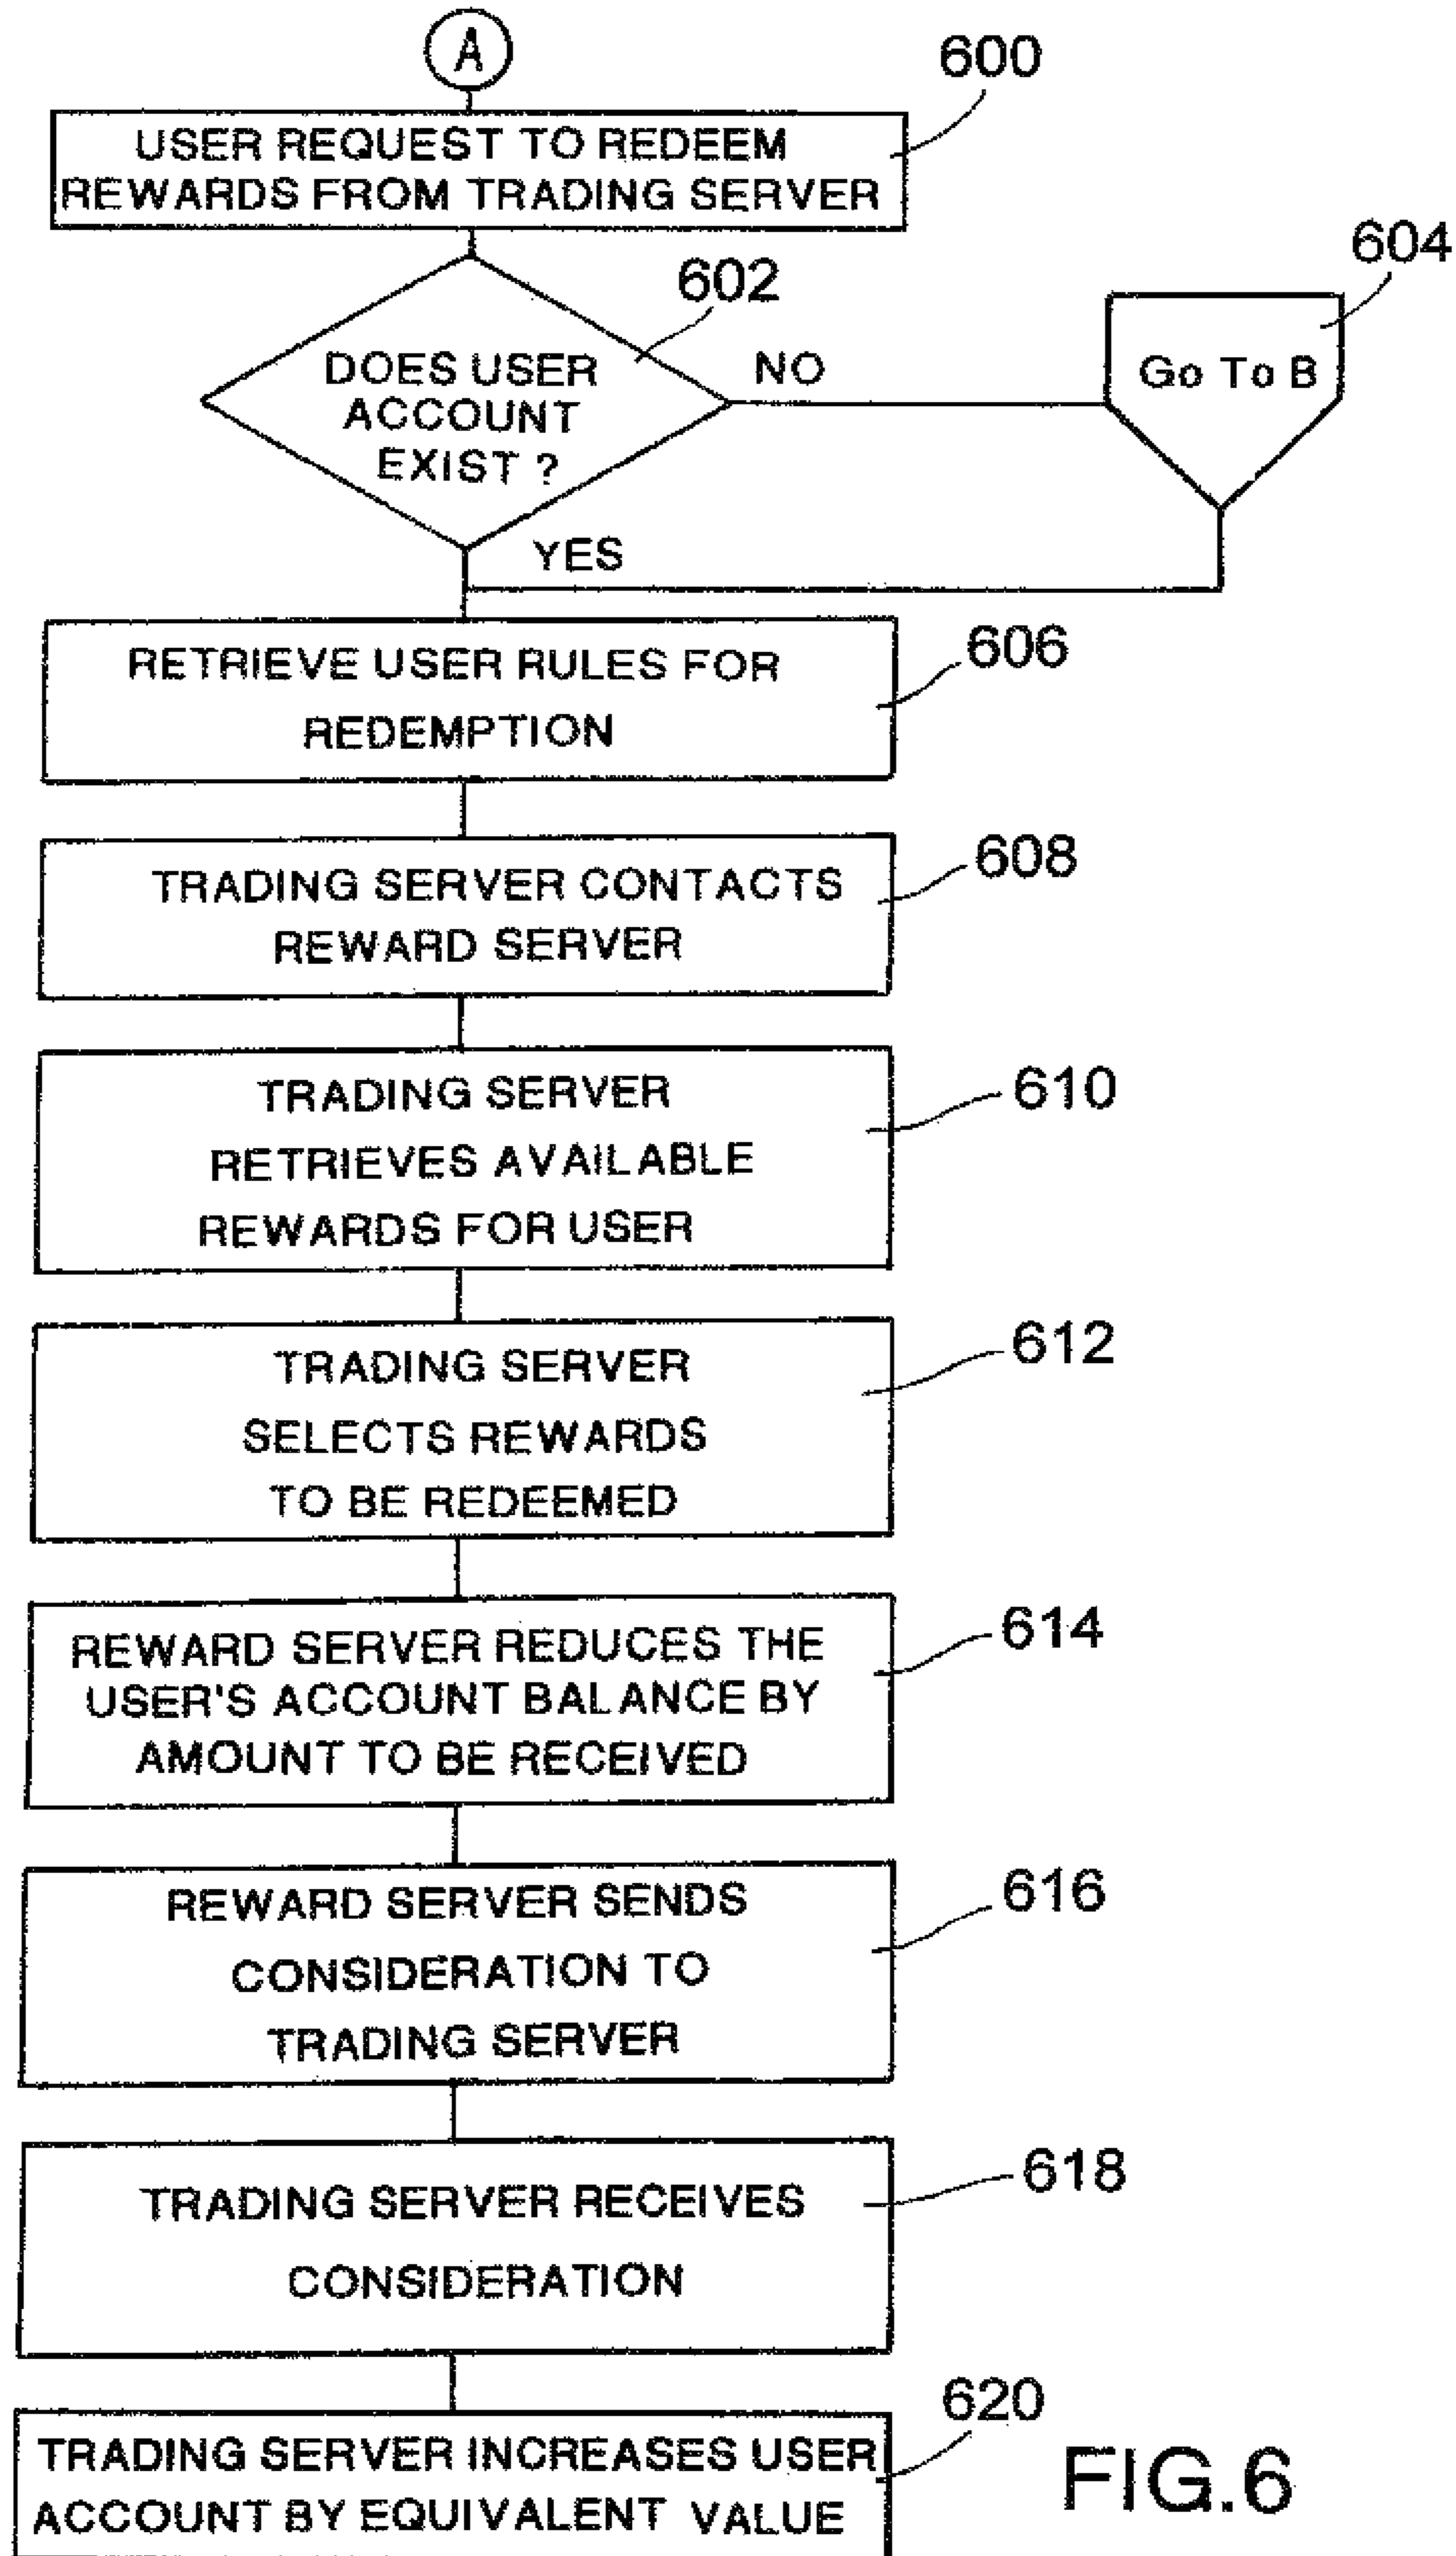 A
600
USER REQUEST TO REDEEM
REWARDS FROM TRADING SERVER
602
604
DOES USER
ACCOUNT
EXIST ?
NO
Go To B
YES
RETRIEVE USER RULES FOR
REDEMPTION
606
TRADING SERVER CONTACTS
REWARD SERVER
608
TRADING SERVER
RETRIEVES AVAILABLE
REWARDS FOR USER
610
TRADING SERVER
SELECTS REWARDS
TO BE REDEEMED
612
REWARD SERVER REDUCES THE
USER'S ACCOUNT BALANCE BY
AMOUNT TO BE RECEIVED
614
REWARD SERVER SENDS
CONSIDERATION TO
TRADING SERVER
616
TRADING SERVER RECEIVES
CONSIDERATION
618
TRADING SERVER INCREASES USER
ACCOUNT BY EQUIVALENT VALUE
620
FIG.6